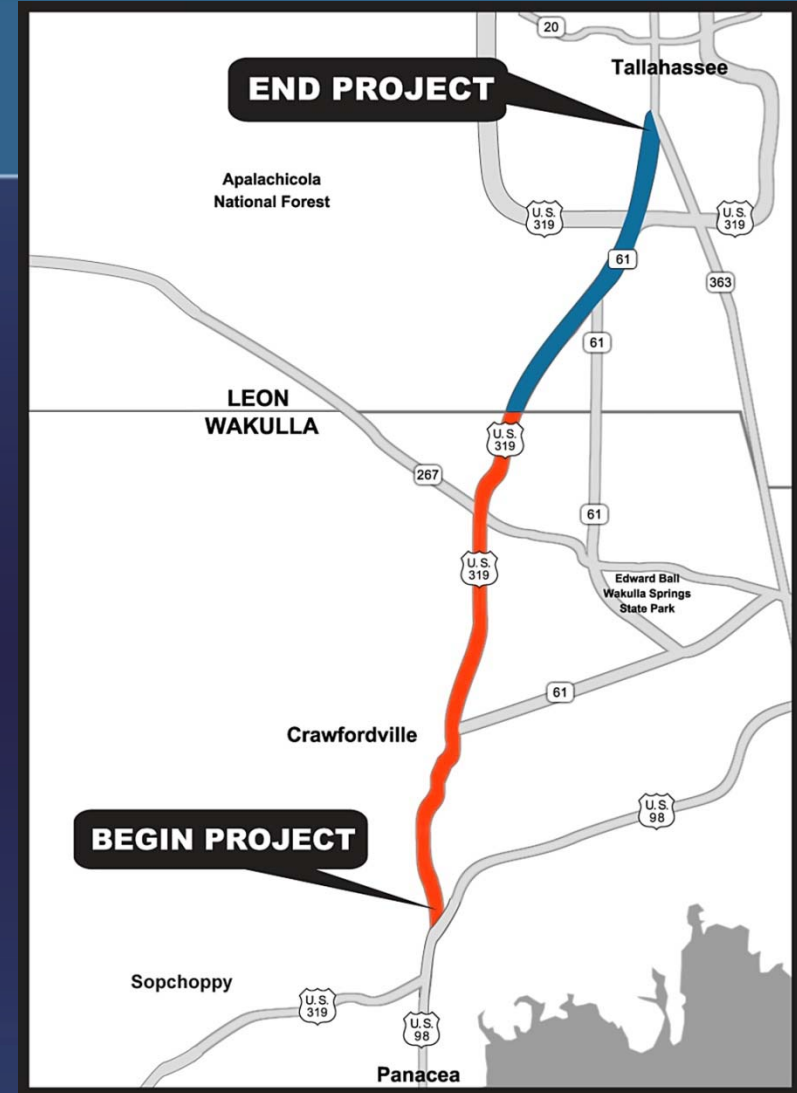 20
Tallahassee
END PROJECT
Apalachicola
National Forest
U.S.
319
U.S.
319
61
363
61
LEON
WAKULLA
U.S.
319
267
61
U.S.
319
Edward Ball
Wakulla Springs
State Park
61
Crawfordville
U.S.
98
BEGIN PROJECT
Sopchoppy
U.S.
319
U.S.
98
Panacea